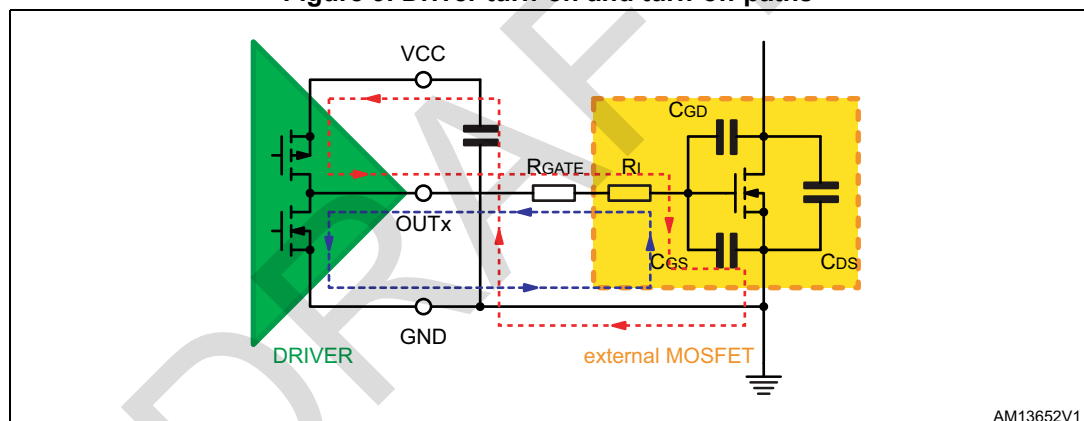 Figure 3. Driver turn-on and turn-off paths
VCC
CGD
RGATE
RI
OUTx
CGS
CDS
GND
DRIVER
external MOSFET
AM13652V1
DRAFT